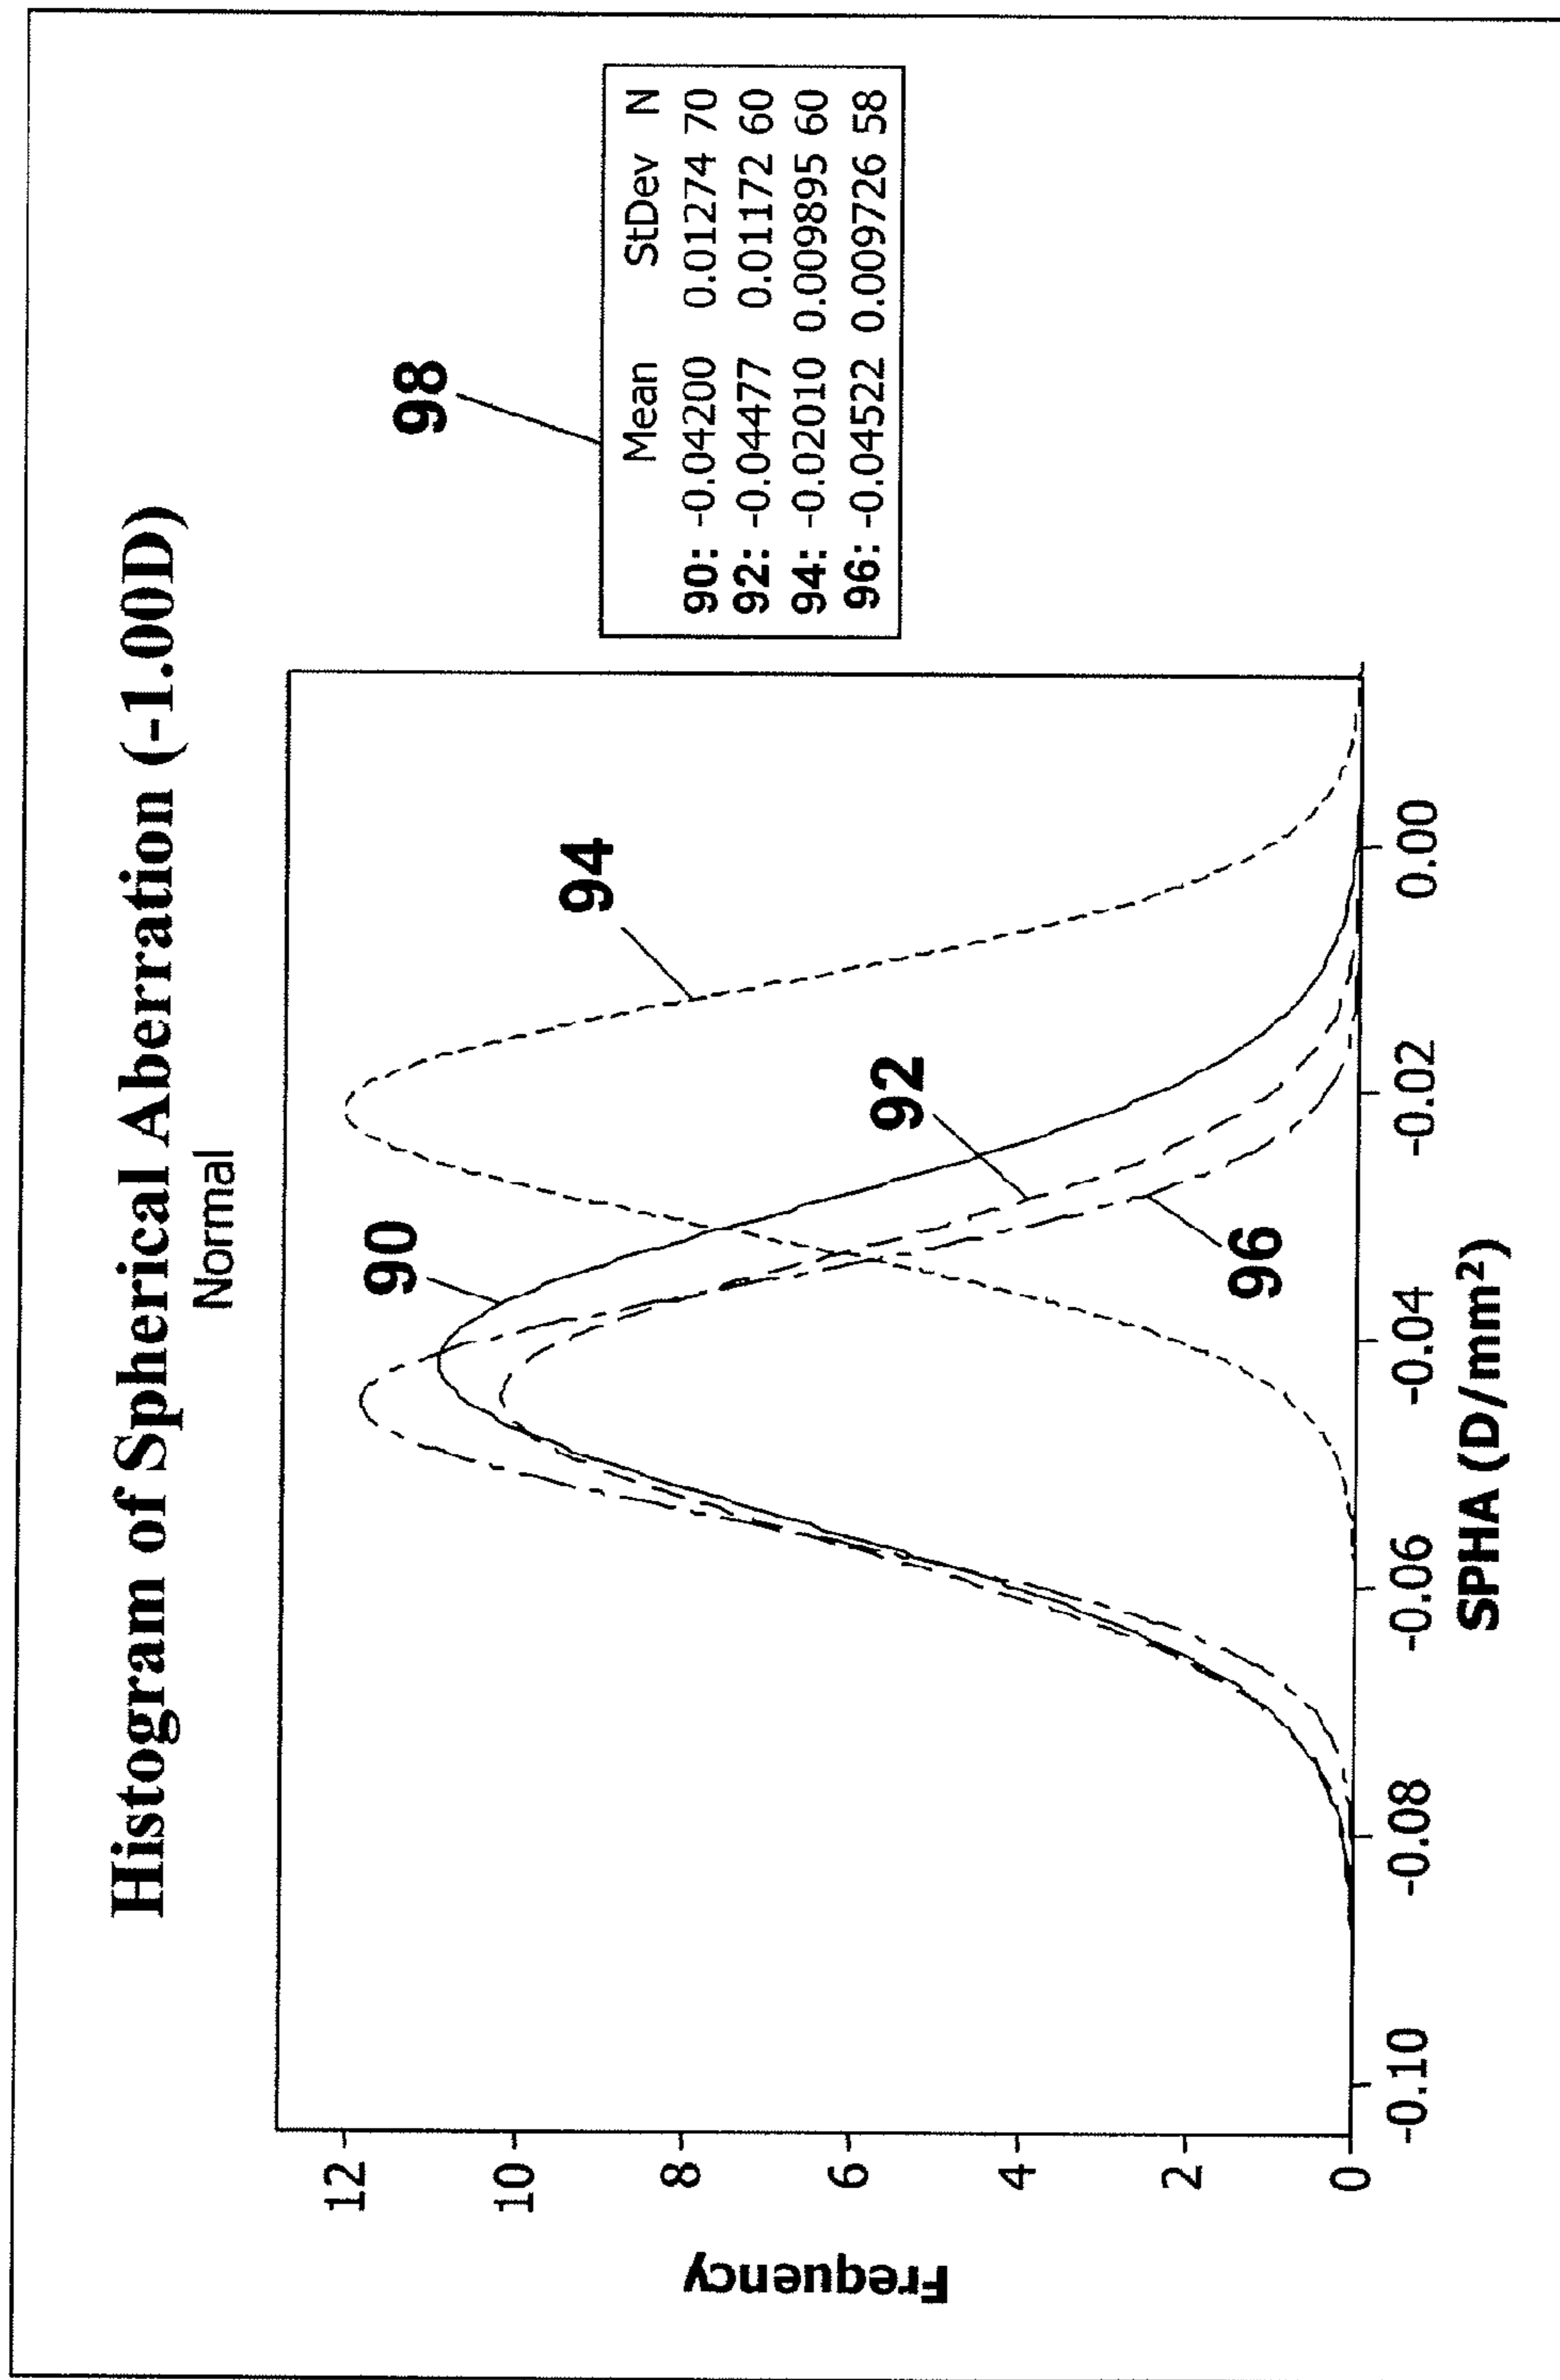 Histogram of Spherical Aberration (-1.00D)
Normal
98
Mean StDev N
90: -0.04200 0.01274 70
92: -0.04477 0.01172 60
94: -0.02010 0.009895 60
96: -0.04522 0.009726 58
90
92
94
96
Frequency
12
10
8
6
4
2
0
-0.10
-0.08
-0.06
-0.04
-0.02
0.00
SPHA (D/mm²)